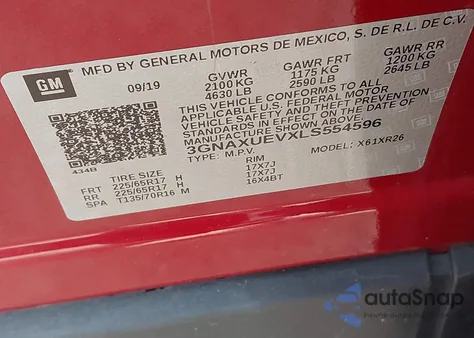 GM
MFD BY GENERAL MOTORS DE MEXICO, S. DE R.L. DE C.V.
09/19
GVWR GAWR FRT GAWR RR
2100 KG 1175 KG 1200 KG
4630 LB 2590 LB 2645 LB
THIS VEHICLE CONFORMS TO ALL
APPLICABLE U.S. FEDERAL MOTOR
VEHICLE SAFETY AND THEFT PREVENTION
STANDARDS IN EFFECT ON THE DATE OF
MANUFACTURE SHOWN ABOVE.
3GNAXUEVXLS554596
TYPE: M.P.V. MODEL: X61XR26
434B
TIRE SIZE RIM
FRT 225/65R17 H 17X7J
RR 225/65R17 H 17X7J
SPA T135/70R16 M 16X4BT
autoSnap